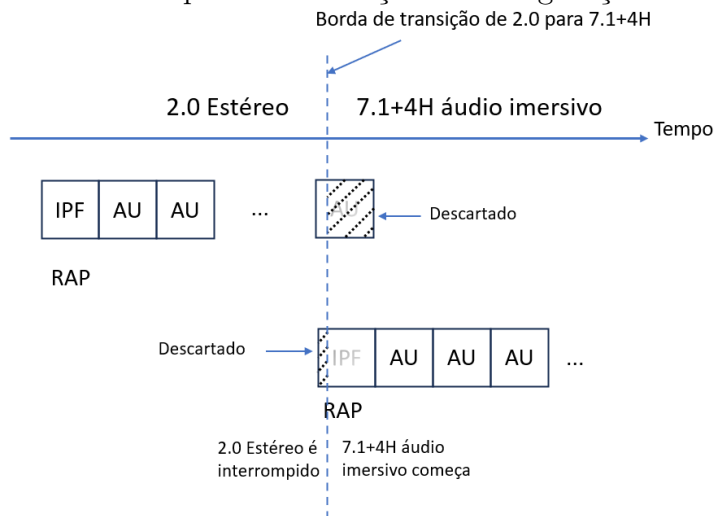 Borda de transição de 2.0 para 7.1+4H
2.0 Estéreo
7.1+4H áudio imersivo
Tempo
IPF AU AU ... AU
Descartado
RAP
Descartado
IPF AU AU AU ...
RAP
2.0 Estéreo é
interrompido
7.1+4H áudio
imersivo começa